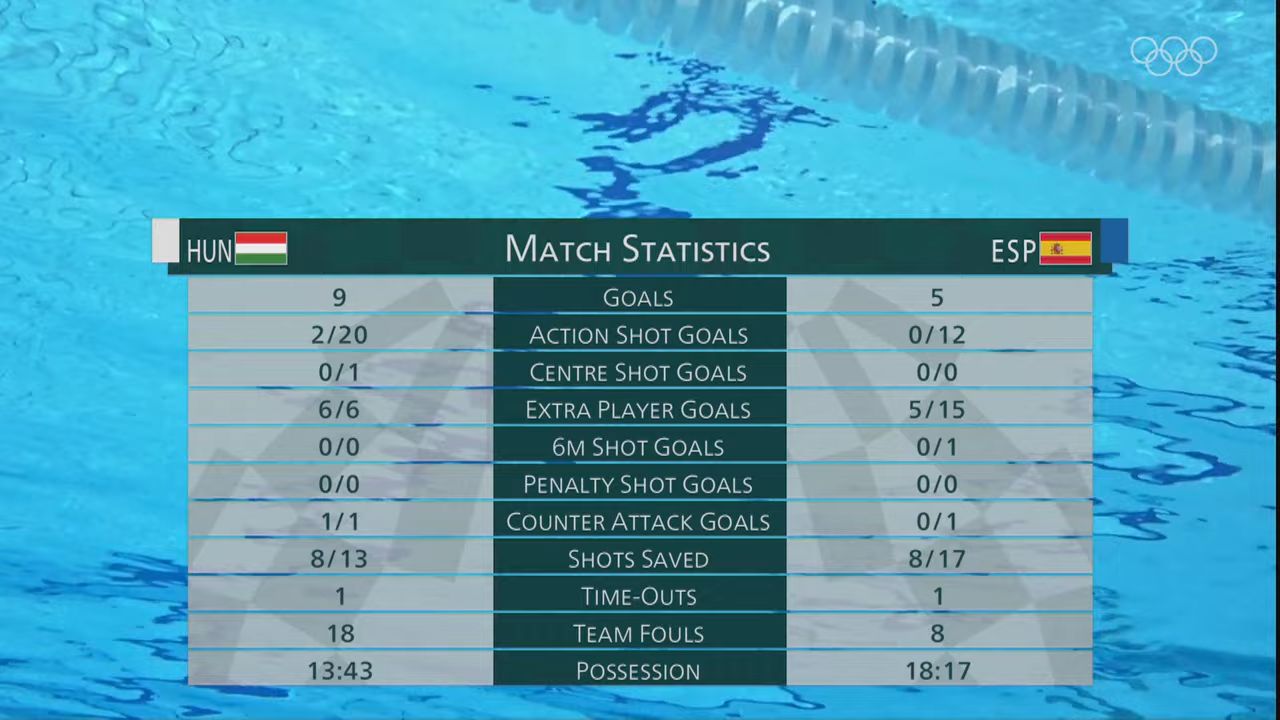 HUN MATCH STATISTICS ESP
9 GOALS 5
2/20 ACTION SHOT GOALS 0/12
0/1 CENTRE SHOT GOALS 0/0
6/6 EXTRA PLAYER GOALS 5/15
0/0 6M SHOT GOALS 0/1
0/0 PENALTY SHOT GOALS 0/0
1/1 COUNTER ATTACK GOALS 0/1
8/13 SHOTS SAVED 8/17
1 TIME-OUTS 1
18 TEAM FOULS 8
13:43 POSSESSION 18:17